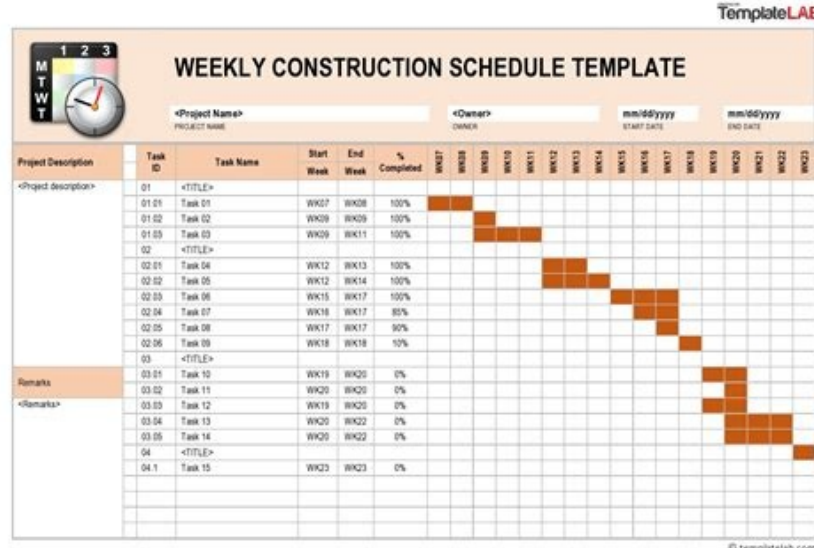 TemplateLAB
1 2 3
M
T
W
T
WEEKLY CONSTRUCTION SCHEDULE TEMPLATE
<Project Name> <Owner> mm/dd/yyyy mm/dd/yyyy
PROJECT NAME OWNER START DATE END DATE
Project Description Task ID Task Name Start Week End Week % Completed WK07 WK08 WK09 WK10 WK11 WK12 WK13 WK14 WK15 WK16 WK17 WK18 WK19 WK20 WK21 WK22 WK23
<Project description> 01 <TITLE>
01.01 Task 01 WK07 WK08 100%
01.02 Task 02 WK09 WK09 100%
01.03 Task 03 WK09 WK11 100%
02 <TITLE>
02.01 Task 04 WK12 WK13 100%
02.02 Task 05 WK12 WK14 100%
02.03 Task 06 WK15 WK17 100%
02.04 Task 07 WK16 WK17 85%
02.05 Task 08 WK17 WK17 90%
02.06 Task 09 WK18 WK18 10%
03 <TITLE>
Remarks 03.01 Task 10 WK19 WK20 0%
03.02 Task 11 WK20 WK20 0%
<Remarks> 03.03 Task 12 WK19 WK20 0%
03.04 Task 13 WK20 WK22 0%
03.05 Task 14 WK20 WK22 0%
04 <TITLE>
04.1 Task 15 WK23 WK23 0%
© templatelab.com